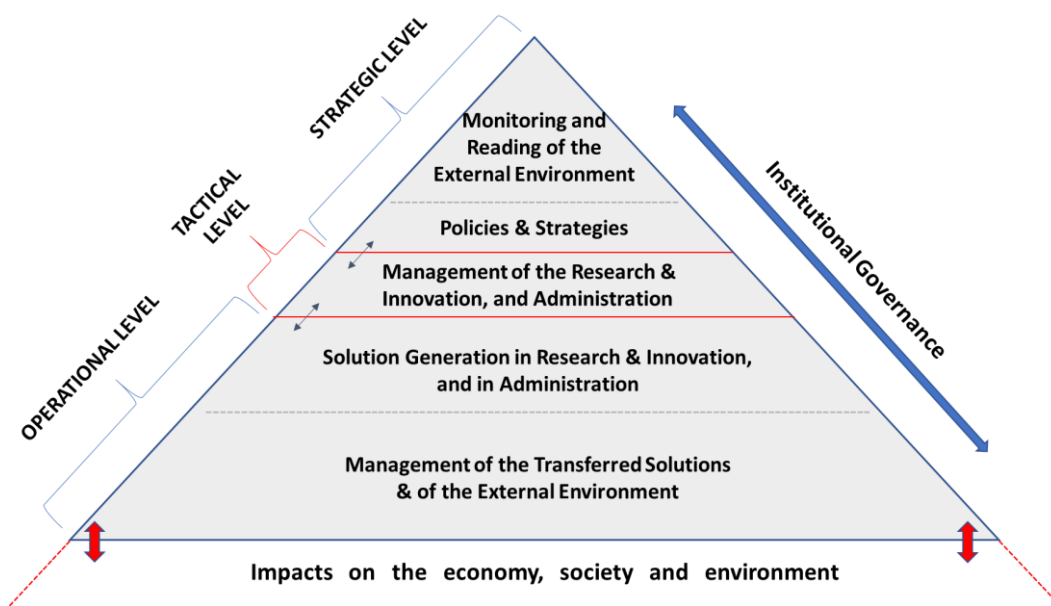 STRATEGIC LEVEL
TACTICAL
LEVEL
OPERATIONAL LEVEL
Monitoring and
Reading of the
External Environment
Policies & Strategies
Management of the Research &
Innovation, and Administration
Solution Generation in Research & Innovation,
and in Administration
Management of the Transferred Solutions
& of the External Environment
Institutional Governance
Impacts on the economy, society and environment